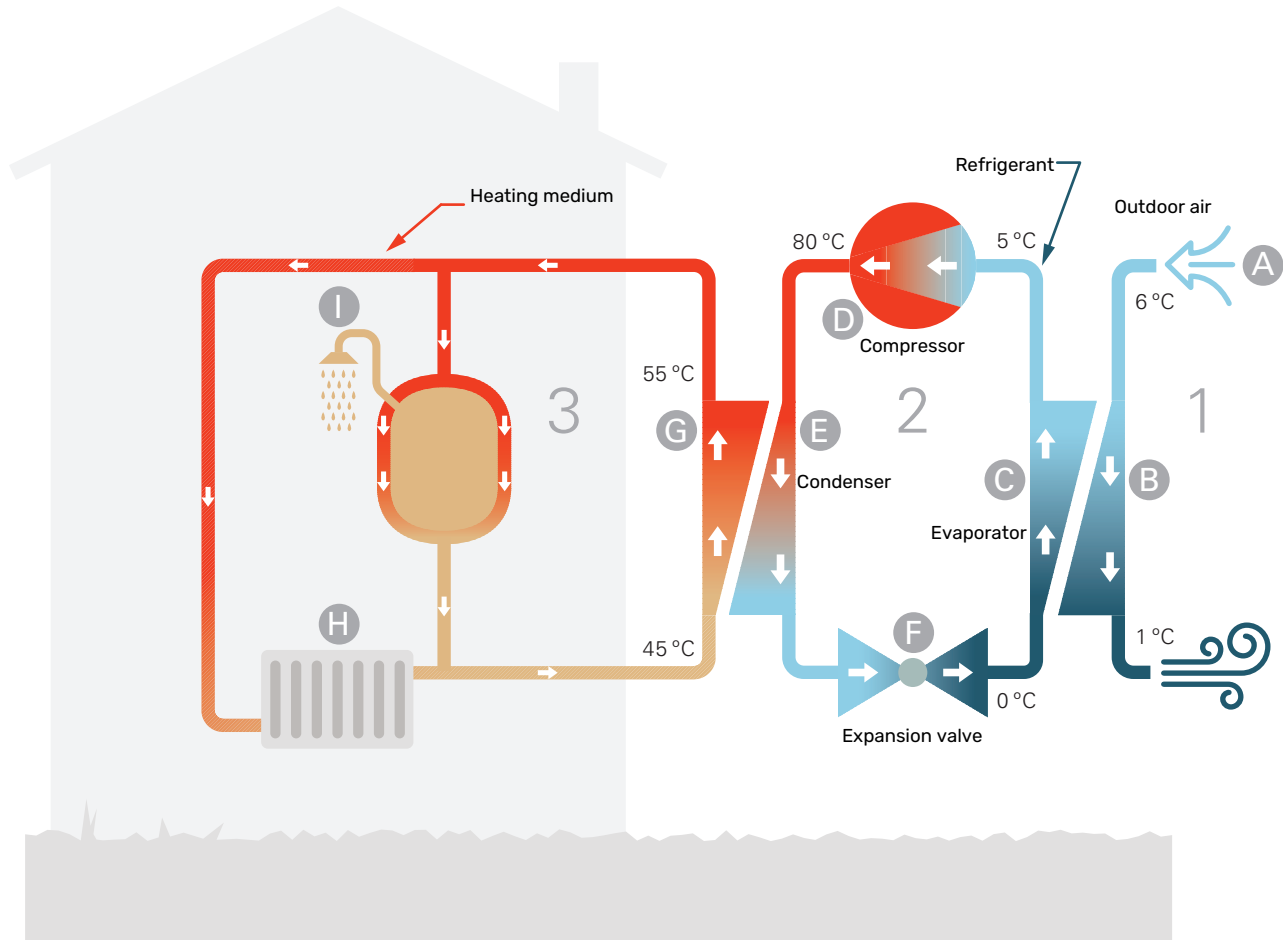 Refrigerant
Heating medium
Outdoor air
80 °C
5 °C
A
6 °C
I
D
Compressor
55 °C
3
2
1
G
E
Condenser
C
B
Evaporator
H
F
45 °C
1 °C
0 °C
Expansion valve